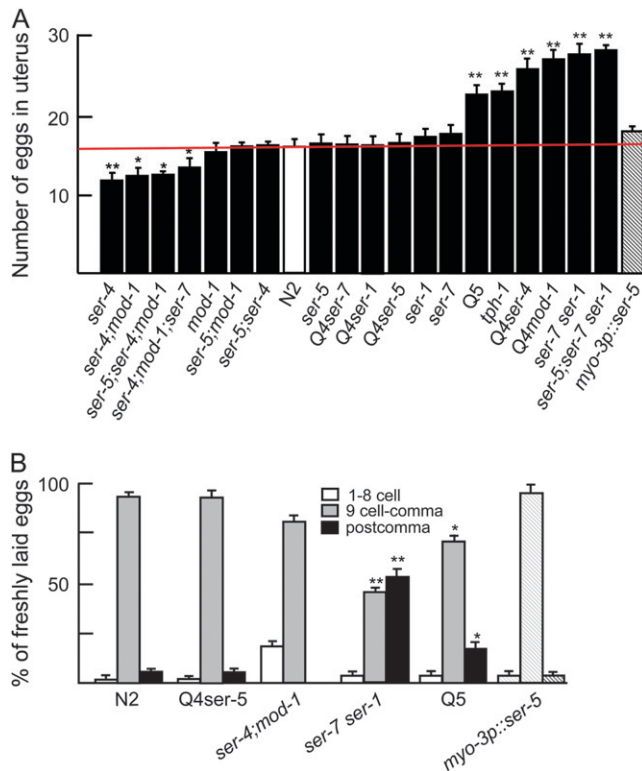 A
Number of eggs in uterus
30
20
10
**
*
*
*
**
**
**
**
**
**
ser-4
ser-4;mod-1
ser-5;ser-4;mod-1
ser-4;mod-1;ser-7
mod-1
ser-5;mod-1
ser-5;ser-4
N2
ser-5
Q4ser-7
Q4ser-1
Q4ser-5
ser-1
ser-7
Q5
tph-1
Q4ser-4
Q4mod-1
ser-7 ser-1
ser-5;ser-7 ser-1
myo-3p::ser-5
B
% of freshly laid eggs
100
50
1-8 cell
9 cell-comma
postcomma
**
**
*
*
N2
Q4ser-5
ser-4;mod-1
ser-7 ser-1
Q5
myo-3p::ser-5